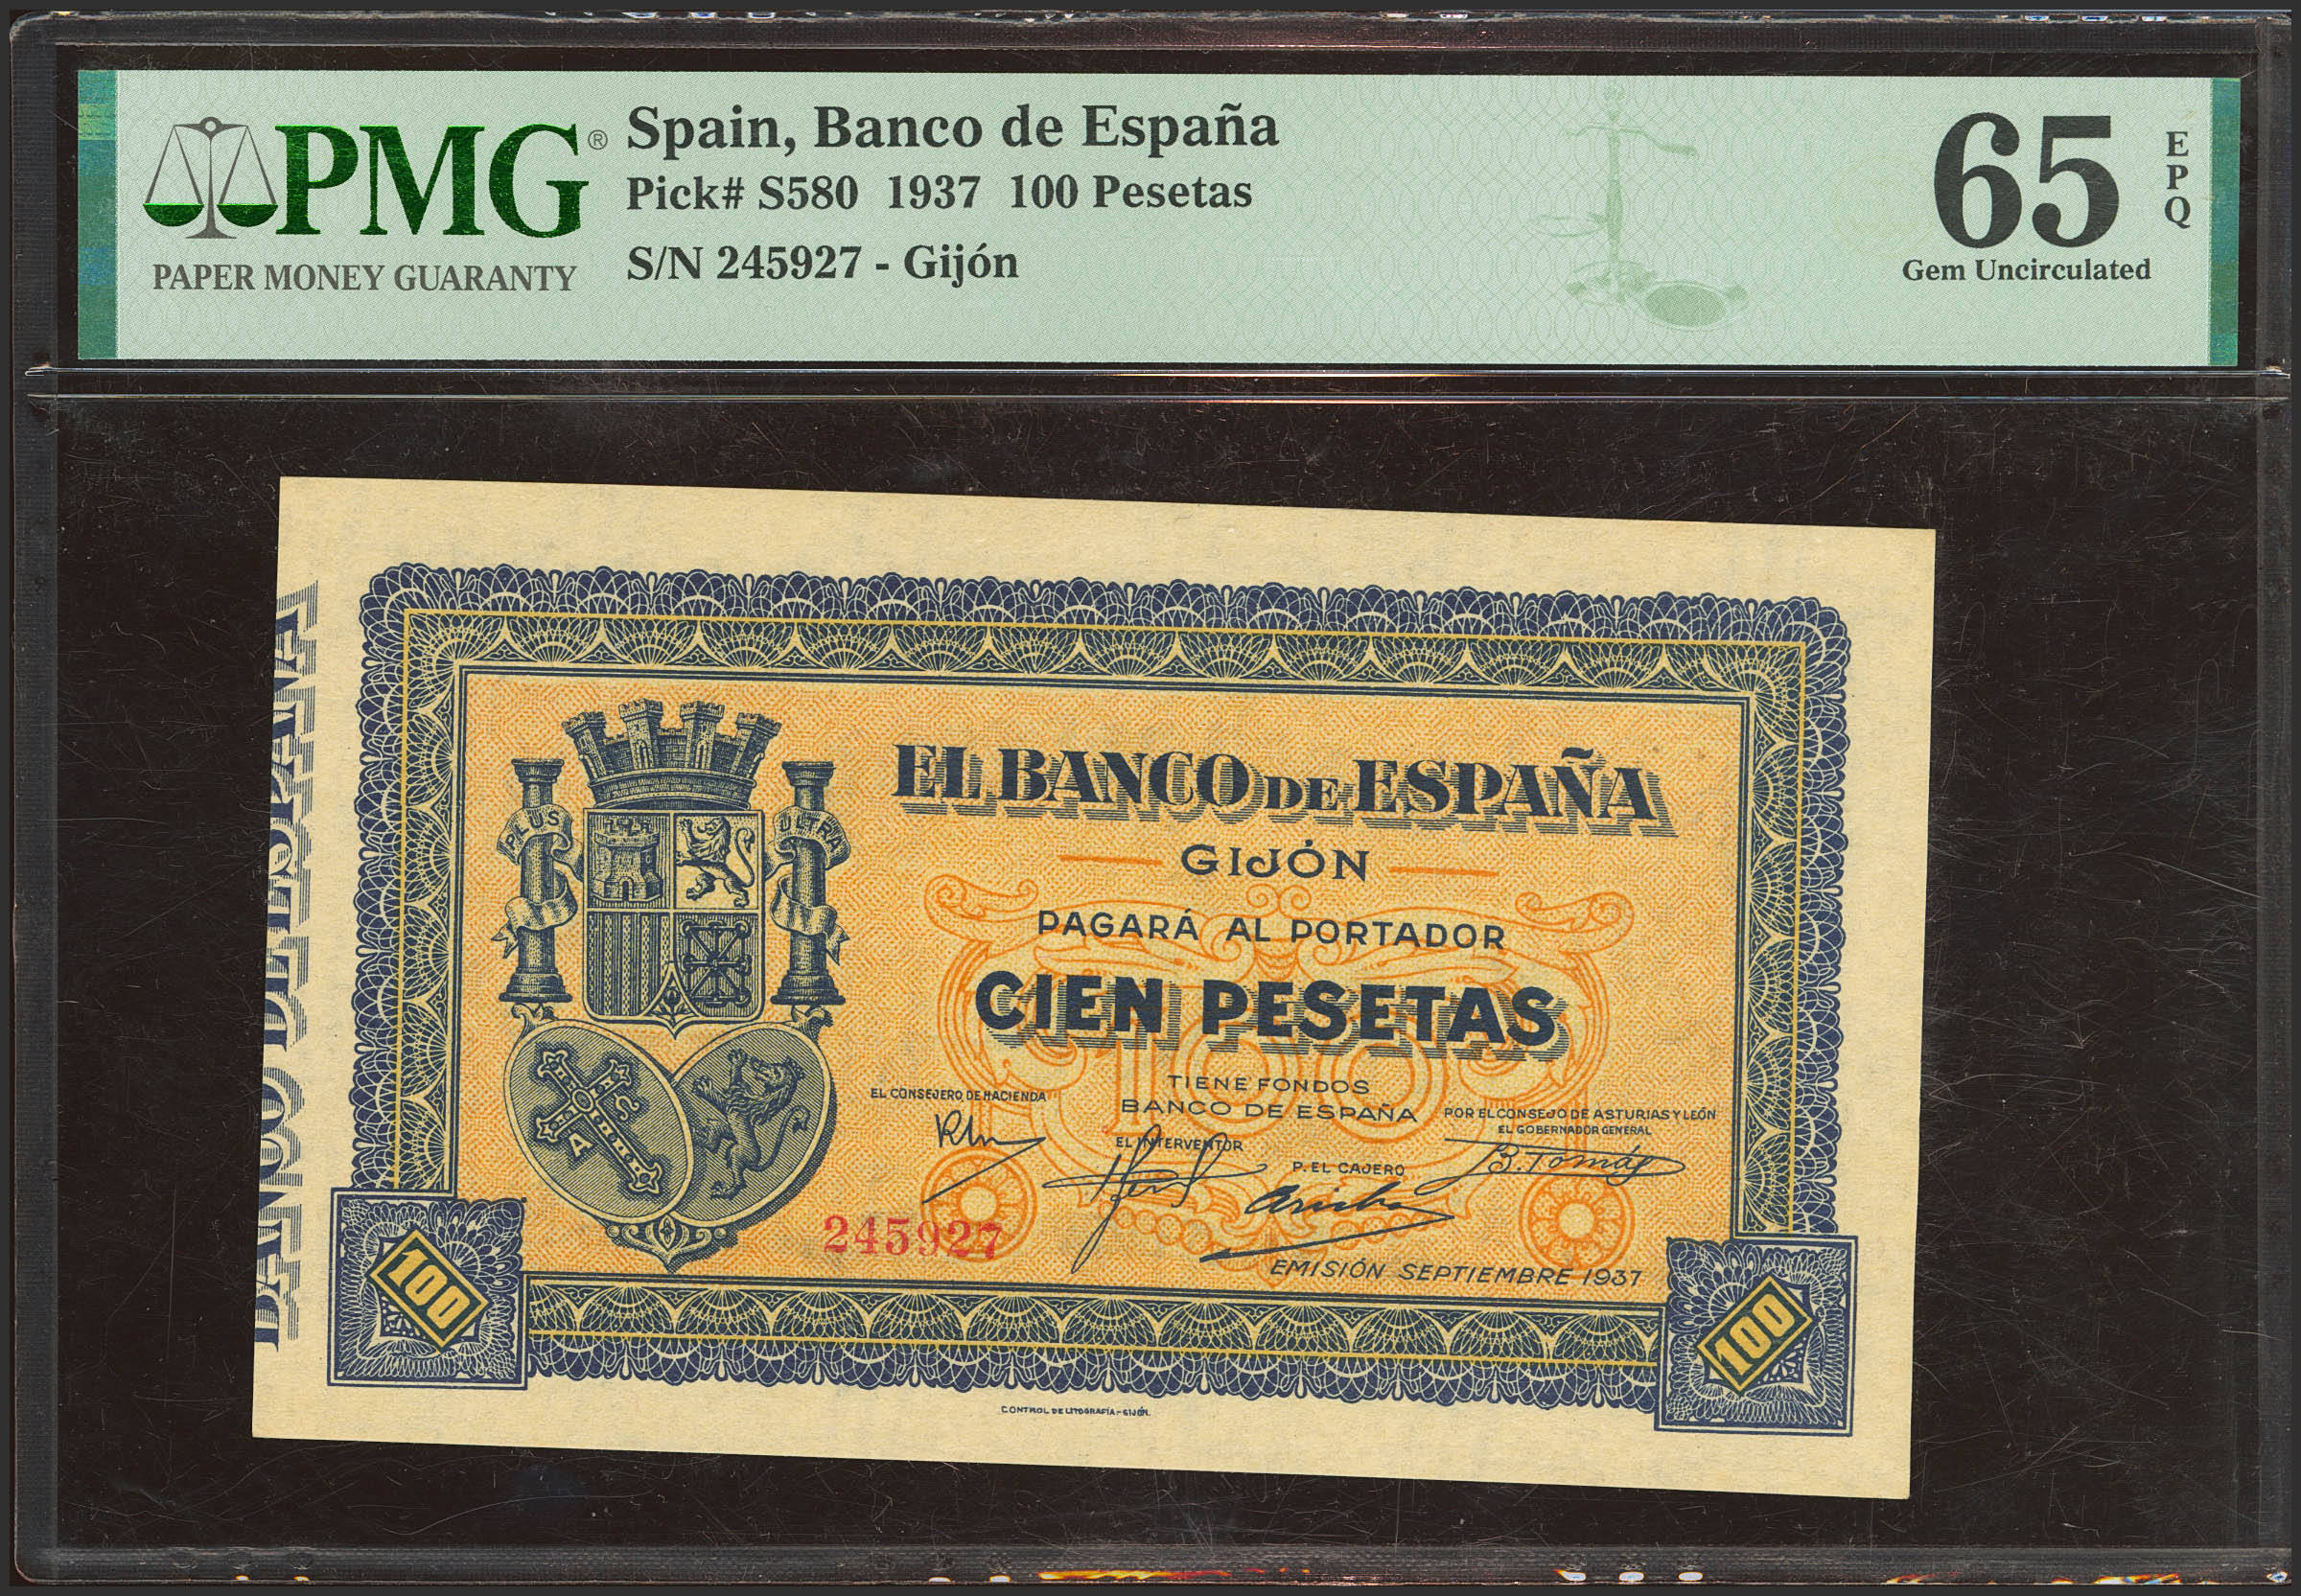 PMG®
PAPER MONEY GUARANTY
Spain, Banco de España
Pick# S580 1937 100 Pesetas
S/N 245927 - Gijón
65
EPQ
Gem Uncirculated
BANCO DE ESPAÑA
EL BANCO DE ESPAÑA
GIJÓN
PAGARÁ AL PORTADOR
CIEN PESETAS
100
PLUS
ULTRA
TIENE FONDOS
BANCO DE ESPAÑA
EL CONSEJERO DE HACIENDA
EL INTERVENTOR
P. EL CAJERO
POR EL CONSEJO DE ASTURIAS Y LEÓN
EL GOBERNADOR GENERAL
B. Tomás
A
245927
EMISIÓN SEPTIEMBRE 1937
100
100
CONTROL DE LITOGRAFÍA - GIJÓN.